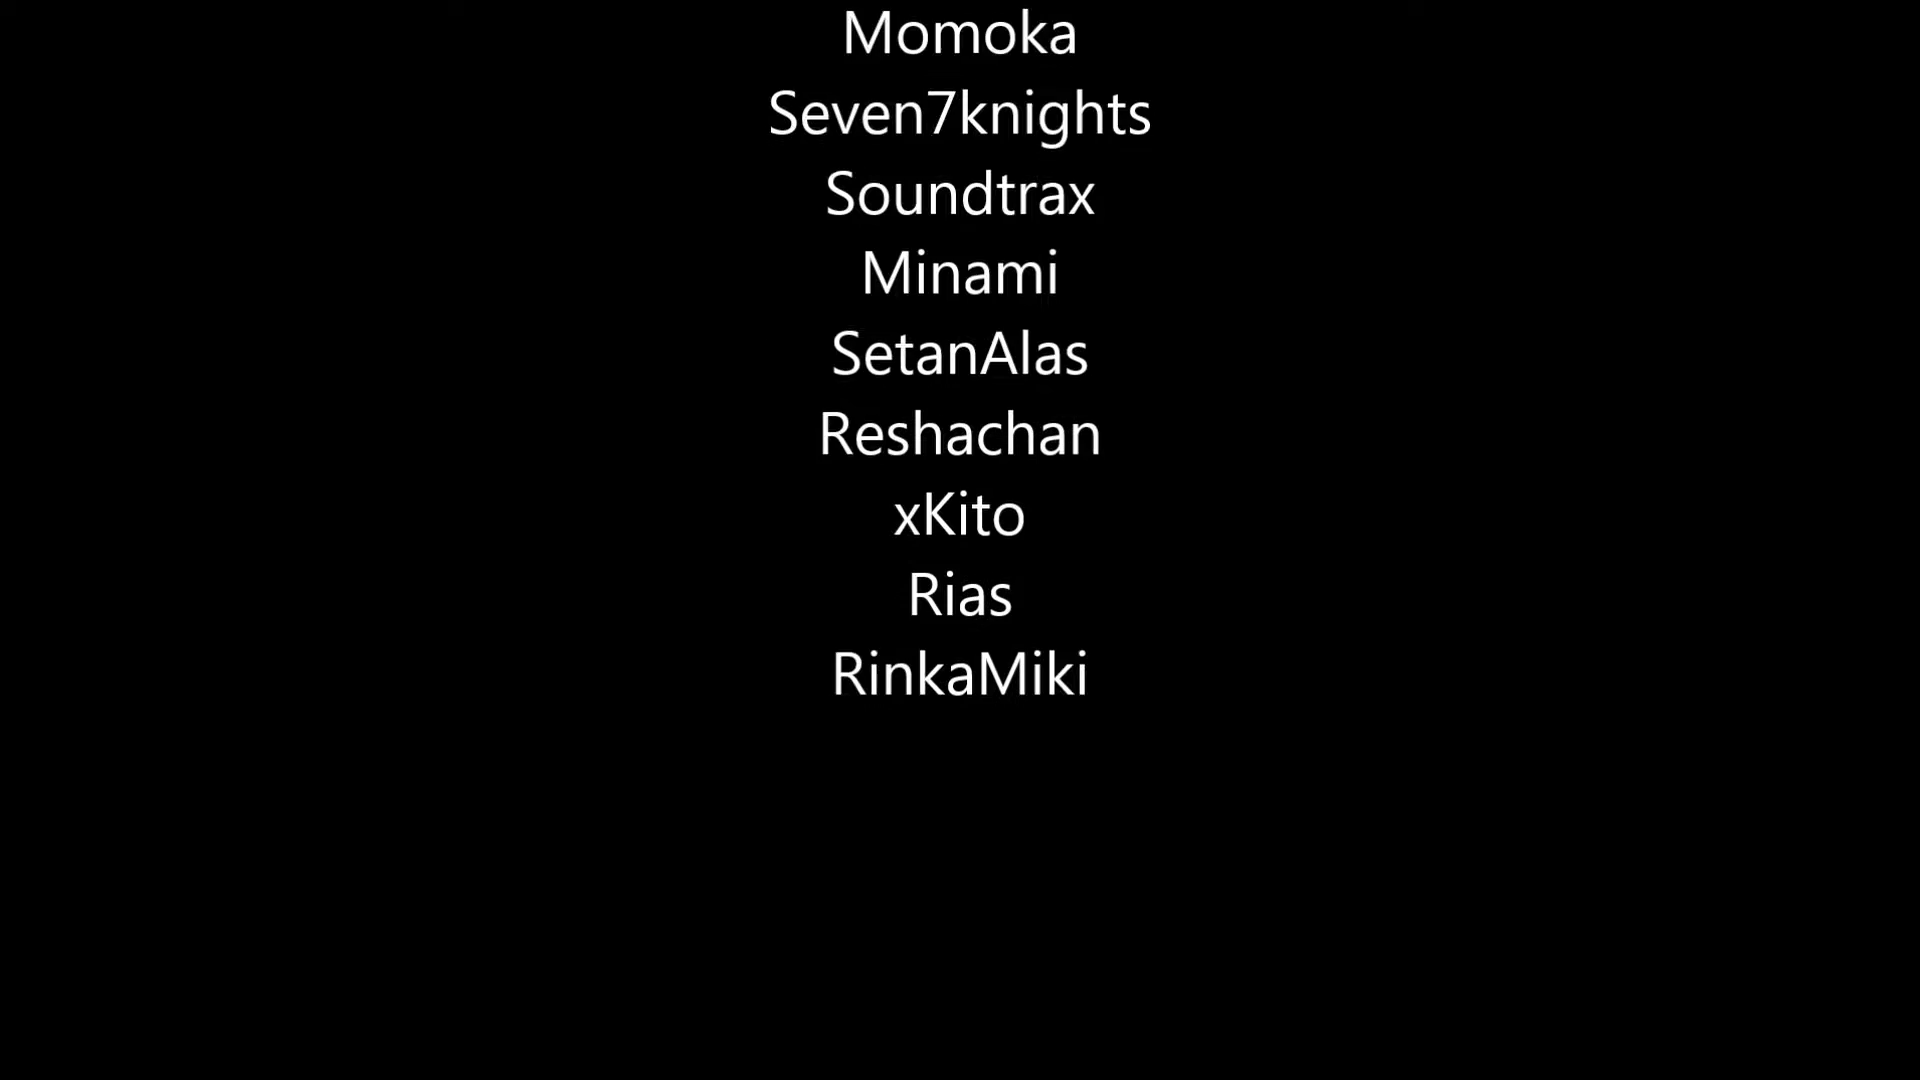 Momoka
Seven7knights
Soundtrax
Minami
SetanAlas
Reshachan
xKito
Rias
RinkaMiki